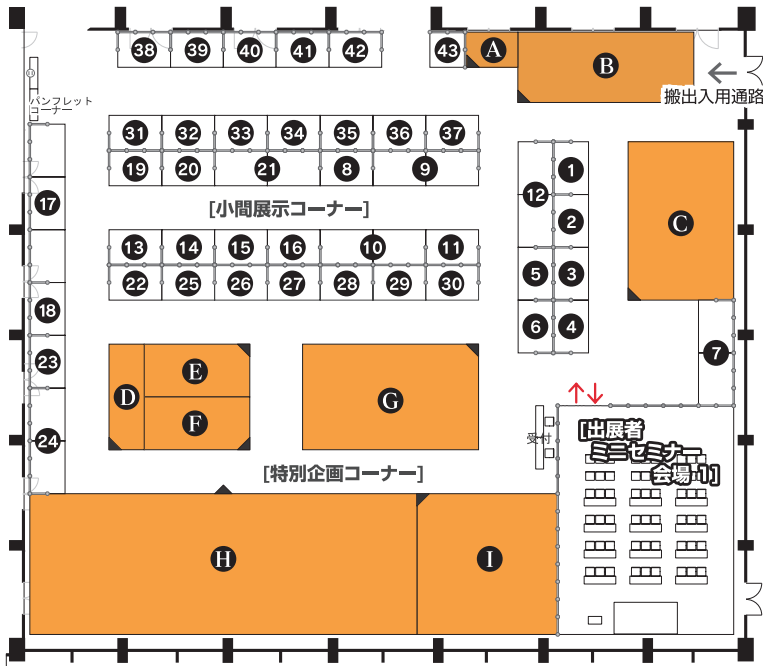 38 39 40 41 42 43 A B
パンフレット
コーナー
搬出入用通路
31 32 33 34 35 36 37
19 20 21 8 9
12 1
2
17
[小間展示コーナー]
C
13 14 15 16 10 11
22 25 26 27 28 29 30
5 3
18
6 4
23
7
D E F G
24
受付
[出展者
ミニセミナー
会場 1]
[特別企画コーナー]
H I